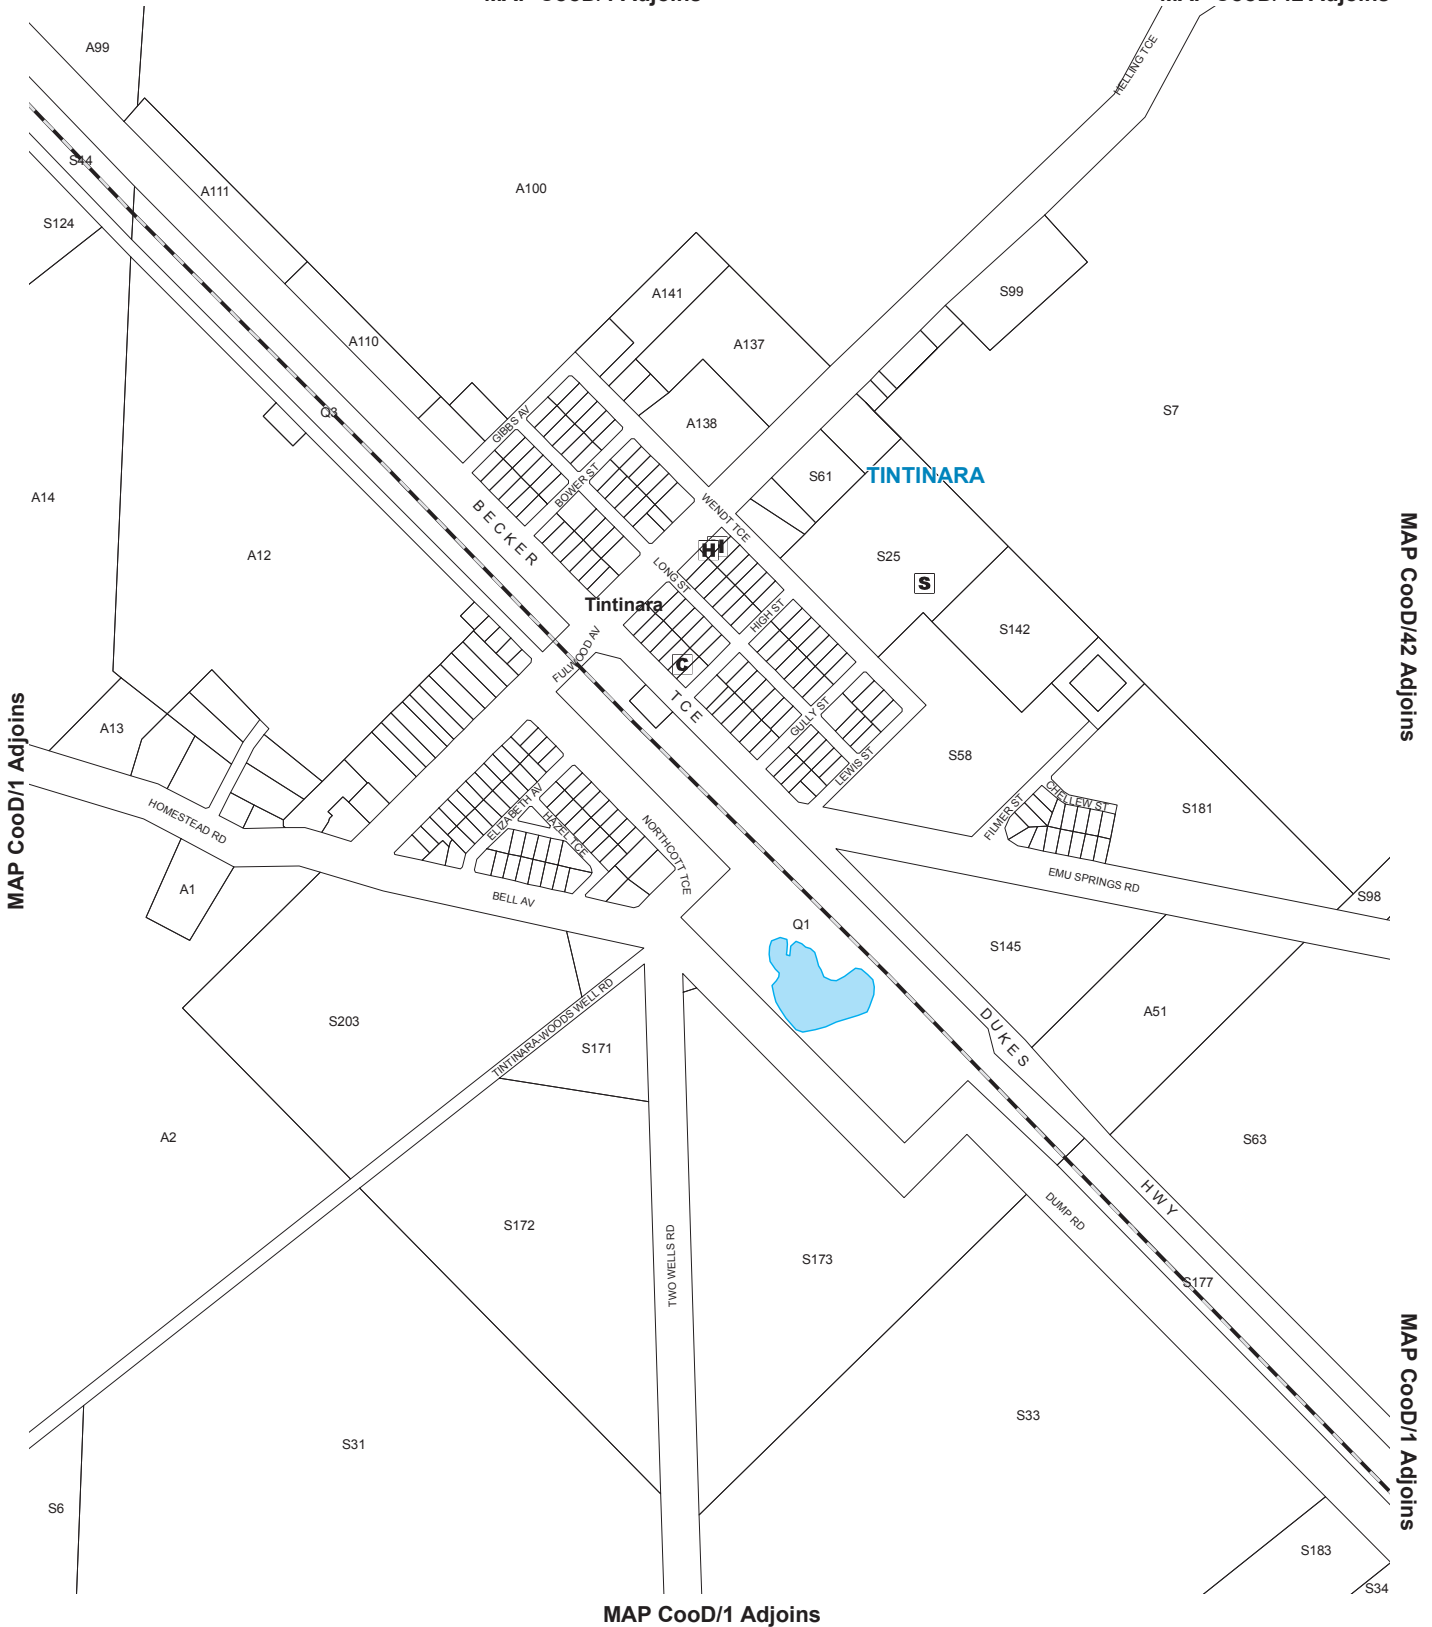 A99
HELLING TCE
S44
A111
A100
S124
A141
S99
A110
A137
Q3
GIBBS AV
A138
S7
BOWER ST
S61
TINTINARA
A14
BECKER
WENDT TCE
A12
H
I
S25
S
LONG ST
Tintinara
HIGH ST
S142
FULWOOD AV
C
TCE
GULLY ST
A13
LEWIS ST
S58
MAP CooD/42 Adjoins
MAP CooD/1 Adjoins
HOMESTEAD RD
ELIZABETH AV
HAZEL TCE
NORTHCOTT TCE
FILMER ST
CHELLEW ST
S181
A1
BELL AV
EMU SPRINGS RD
S98
Q1
S145
S203
TINTINARA-WOODS WELL RD
S171
DUKES
A51
A2
S63
HWY
S172
TWO WELLS RD
S173
DUMP RD
S177
S31
S33
MAP CooD/1 Adjoins
S6
S183
S34
MAP CooD/1 Adjoins